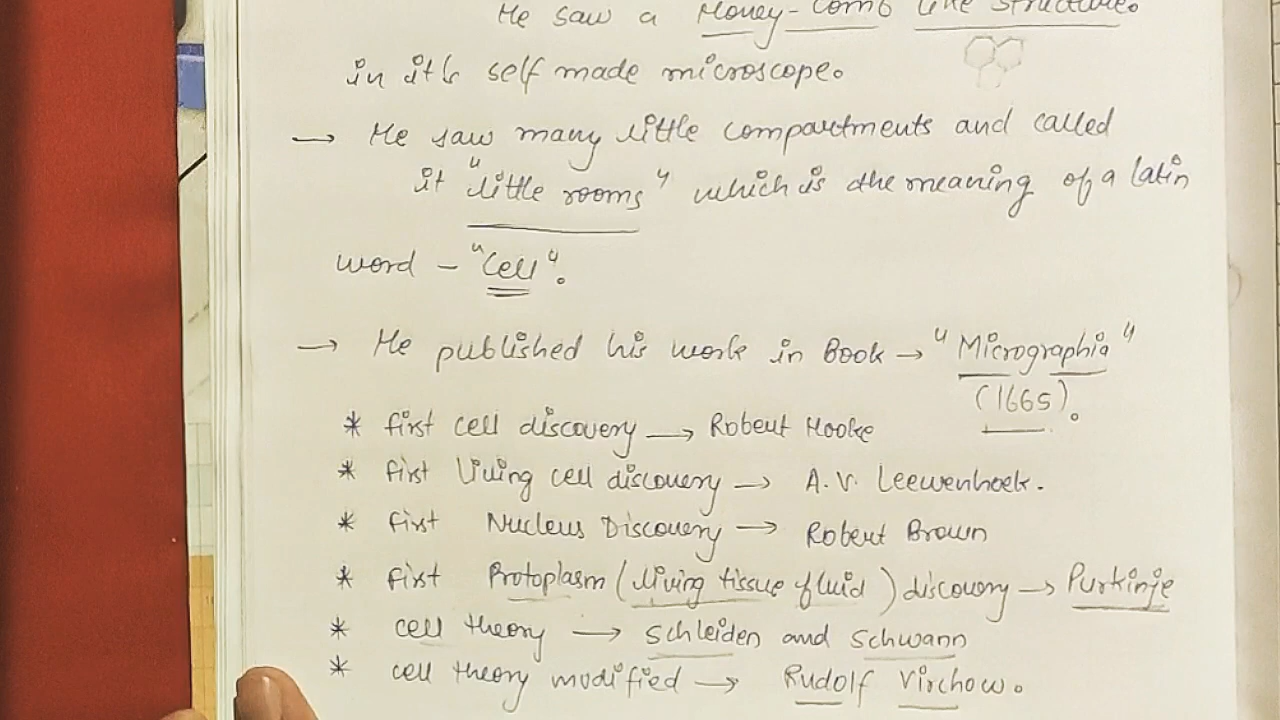 He saw a Honey-Comb like structure.
in it's self made microscope.
→ He saw many little compartments and called
it "little rooms" which is the meaning of a latin
word - "Cell".
→ He published his work in Book → "Micrographia"
(1665).
* first cell discovery → Robert Hooke
* first living cell discovery → A.V. Leewenhoek.
* first Nucleus Discovery → Robert Brown
* first Protoplasm (living tissue fluid) discovery → Purkinje
* cell theory → Schleiden and Schwann
* cell theory modified → Rudolf Virchow.